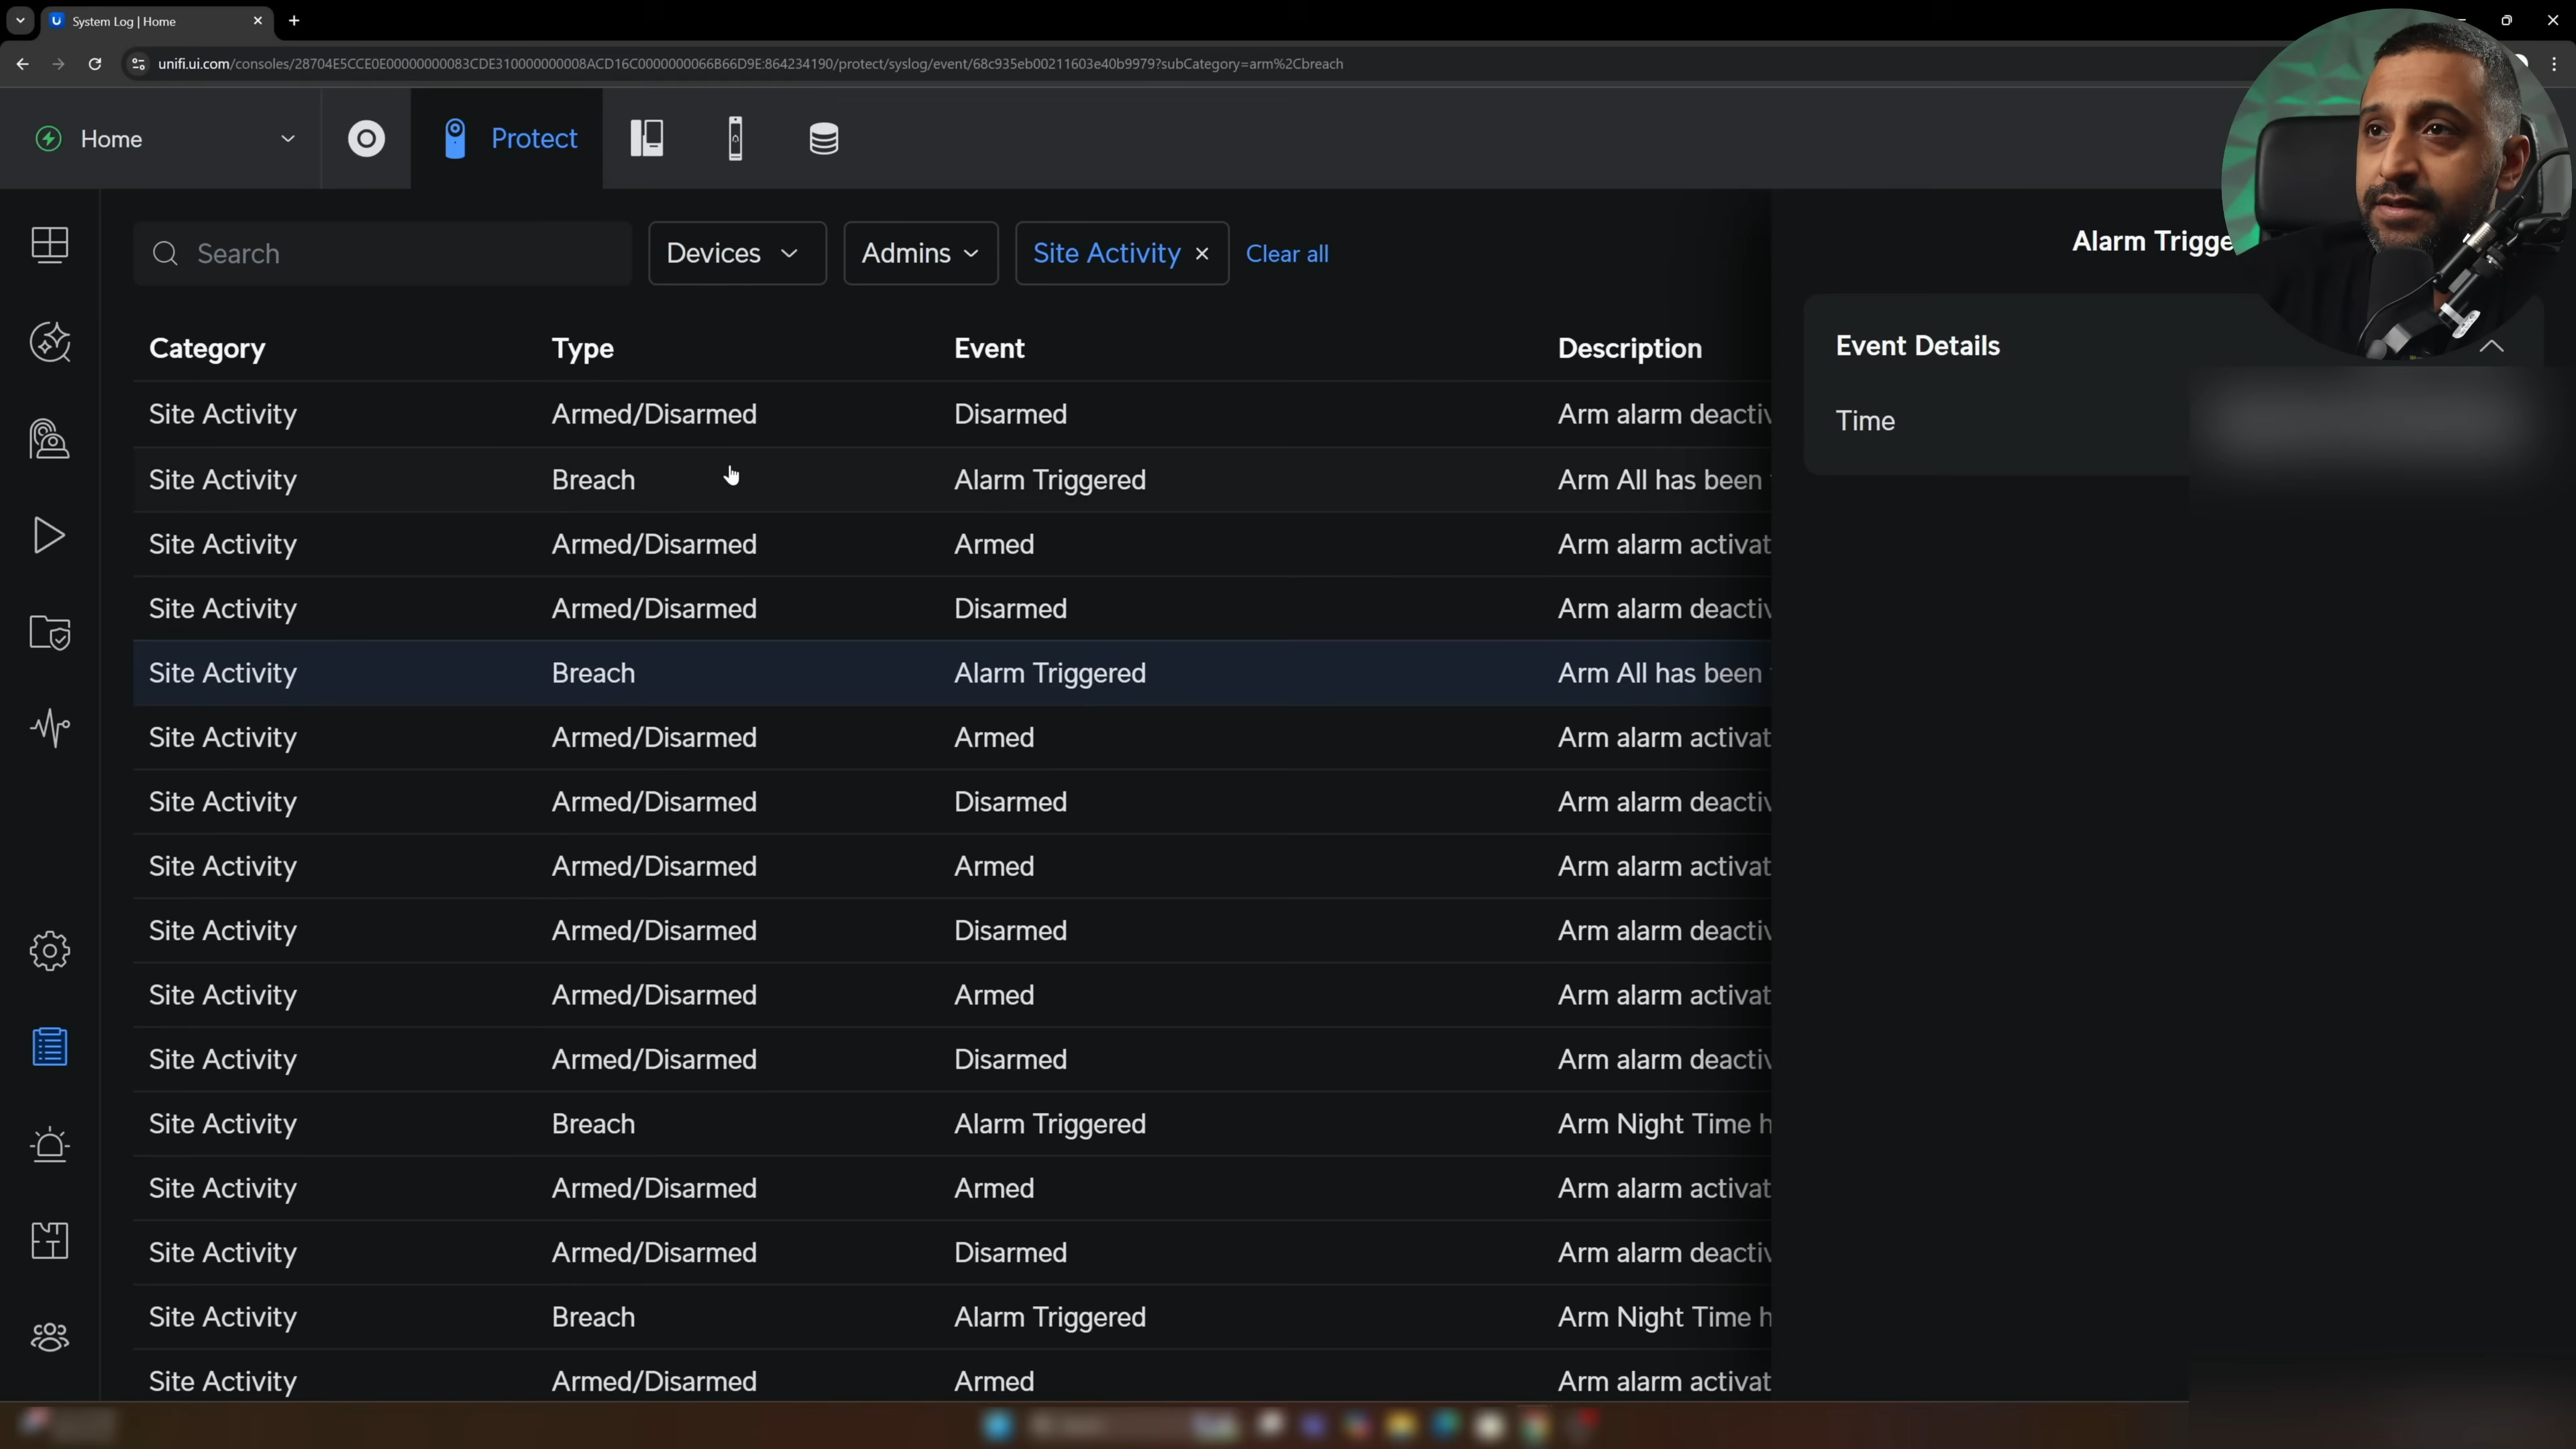 System Log | Home
unifi.ui.com/consoles/28704E5CCE0E00000000083CDE310000000008ACD16C0000000066B66D9E:864234190/protect/syslog/event/68c935eb00211603e40b9979?subCategory=arm%2Cbreach
Home Protect
Search Devices Admins Site Activity Clear all
Alarm Trigge
Category Type Event Description
Event Details
Time
Site Activity Armed/Disarmed Disarmed Arm alarm deactiv
Site Activity Breach Alarm Triggered Arm All has been
Site Activity Armed/Disarmed Armed Arm alarm activat
Site Activity Armed/Disarmed Disarmed Arm alarm deactiv
Site Activity Breach Alarm Triggered Arm All has been
Site Activity Armed/Disarmed Armed Arm alarm activat
Site Activity Armed/Disarmed Disarmed Arm alarm deactiv
Site Activity Armed/Disarmed Armed Arm alarm activat
Site Activity Armed/Disarmed Disarmed Arm alarm deactiv
Site Activity Armed/Disarmed Armed Arm alarm activat
Site Activity Armed/Disarmed Disarmed Arm alarm deactiv
Site Activity Breach Alarm Triggered Arm Night Time h
Site Activity Armed/Disarmed Armed Arm alarm activat
Site Activity Armed/Disarmed Disarmed Arm alarm deactiv
Site Activity Breach Alarm Triggered Arm Night Time h
Site Activity Armed/Disarmed Armed Arm alarm activat